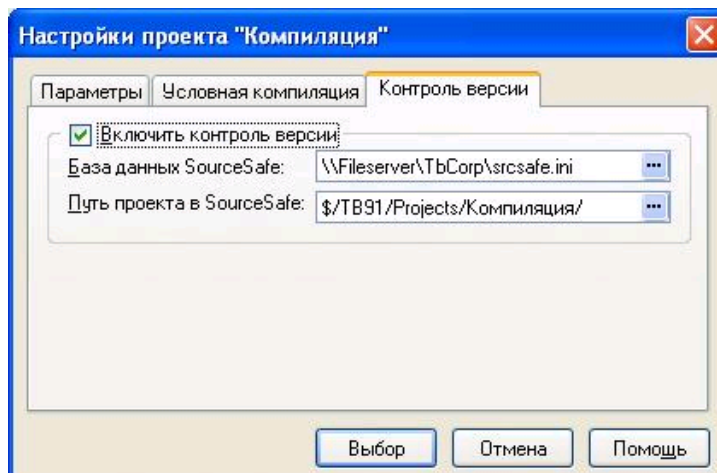 Настройки проекта "Компиляция"
Параметры Условная компиляция Контроль версии
Включить контроль версии
База данных SourceSafe: \\Fileserver\TbCorp\srcsafe.ini ...
Путь проекта в SourceSafe: $/TB91/Projects/Компиляция/ ...
Выбор Отмена Помощь